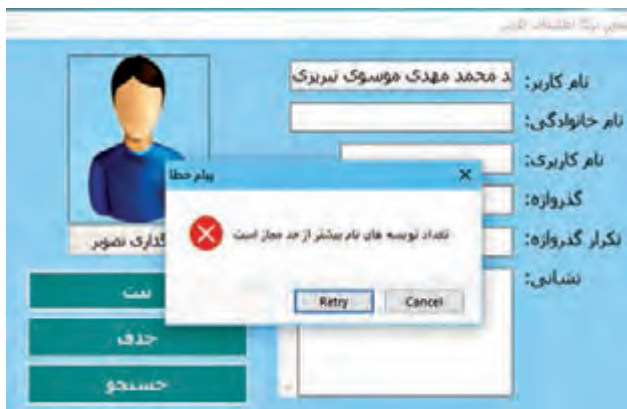 نام کاربر:
د محمد مهدی موسوی تبریزی
نام خانوادگی:
نام کاربری:
گذرواژه:
تکرار گذرواژه:
نشانی:
گذاری تصویر
ثبت
حذف
جستجو
پیام خطا
تعداد نویسه های نام بیشتر از حد مجاز است
Retry
Cancel